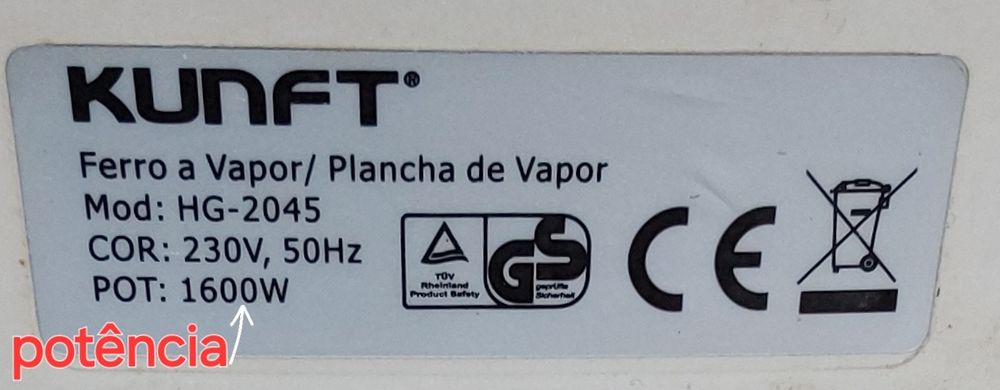 KUNFT®
Ferro a Vapor/ Plancha de Vapor
Mod: HG-2045
COR: 230V, 50Hz
POT: 1600W
TÜV
Rheinland
Product Safety
GS
geprüfte
Sicherheit
CE
potência